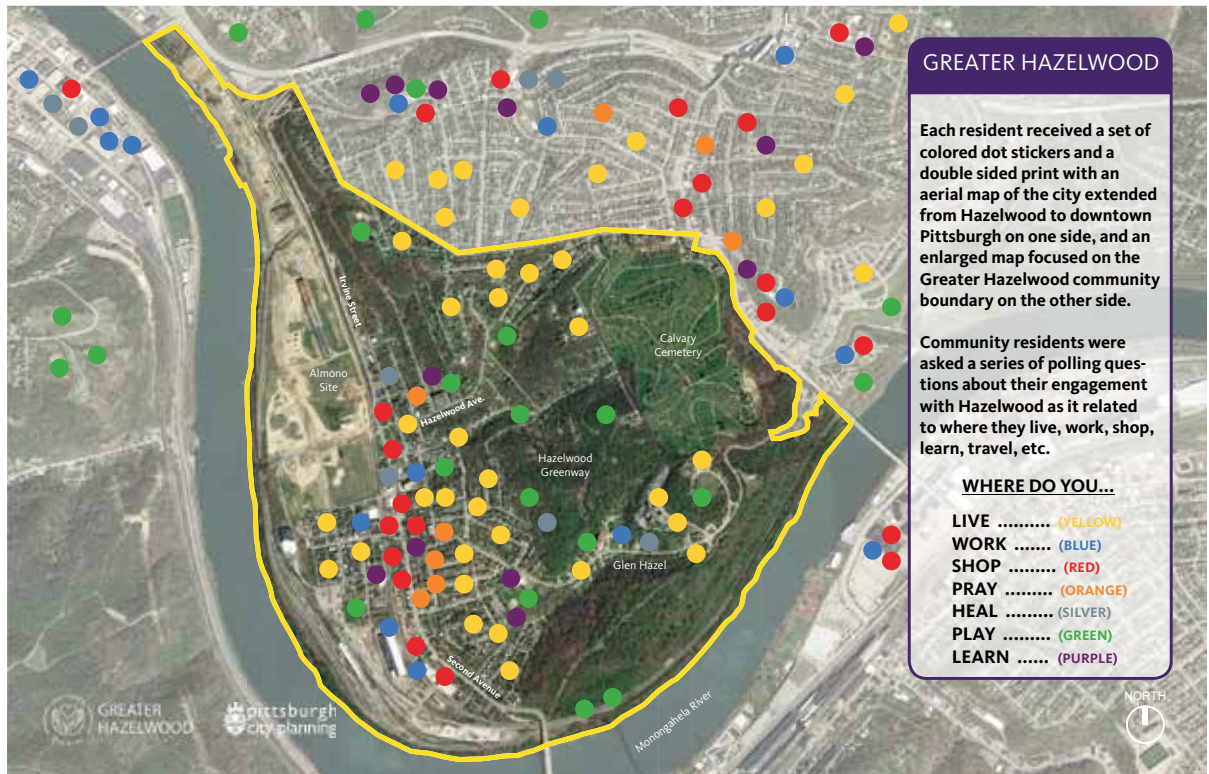 GREATER HAZELWOOD
Each resident received a set of
colored dot stickers and a
double sided print with an
aerial map of the city extended
from Hazelwood to downtown
Pittsburgh on one side, and an
enlarged map focused on the
Greater Hazelwood community
boundary on the other side.
Community residents were
asked a series of polling ques-
tions about their engagement
with Hazelwood as it related
to where they live, work, shop,
learn, travel, etc.
WHERE DO YOU...
LIVE .......... (YELLOW)
WORK ....... (BLUE)
SHOP ......... (RED)
PRAY ......... (ORANGE)
HEAL ......... (SILVER)
PLAY ......... (GREEN)
LEARN ...... (PURPLE)
NORTH
Irvine Street
Almono
Site
Hazelwood Ave.
Calvary
Cemetery
Hazelwood
Greenway
Glen Hazel
Second Avenue
Monongahela River
GREATER
HAZELWOOD
pittsburgh
city planning